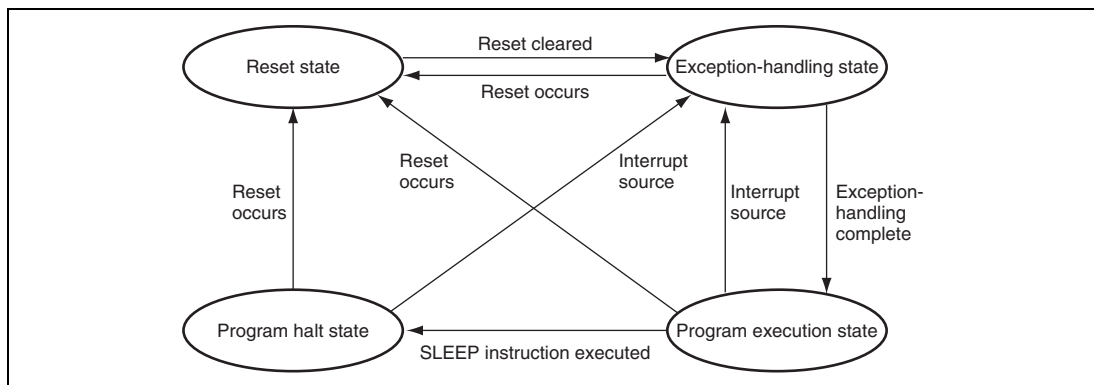 Reset cleared
Reset state
Exception-handling state
Reset occurs
Reset
occurs
Interrupt
source
Reset
occurs
Interrupt
source
Exception-
handling
complete
Program halt state
Program execution state
SLEEP instruction executed